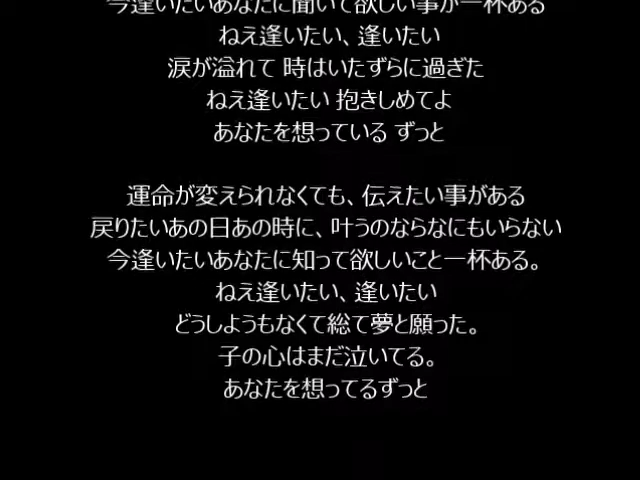 今逢いたいあなたに聞いて欲しい事が一杯ある
ねえ逢いたい、逢いたい
涙が溢れて 時はいたずらに過ぎた
ねえ逢いたい 抱きしめてよ
あなたを想っている ずっと
運命が変えられなくても、伝えたい事がある
戻りたいあの日あの時に、叶うのならなにもいらない
今逢いたいあなたに知って欲しいこと一杯ある。
ねえ逢いたい、逢いたい
どうしようもなくて総て夢と願った。
子の心はまだ泣いてる。
あなたを想ってるずっと